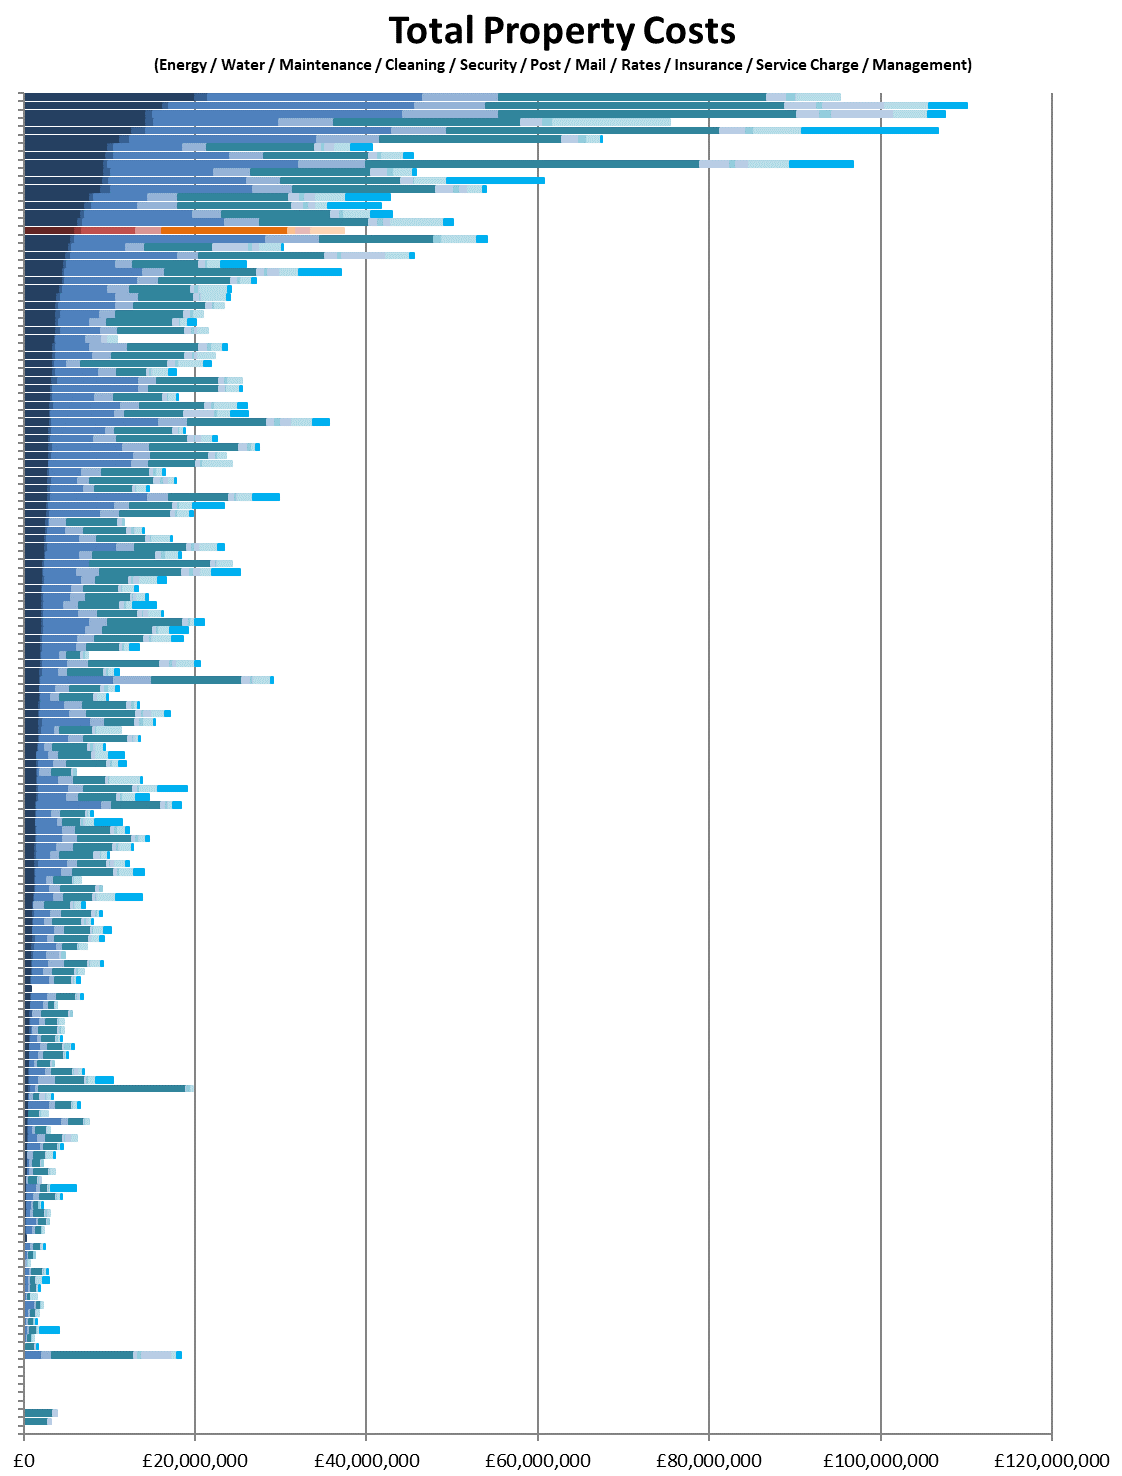 Total Property Costs
(Energy / Water / Maintenance / Cleaning / Security / Post / Mail / Rates / Insurance / Service Charge / Management)
£0 £20,000,000 £40,000,000 £60,000,000 £80,000,000 £100,000,000 £120,000,000